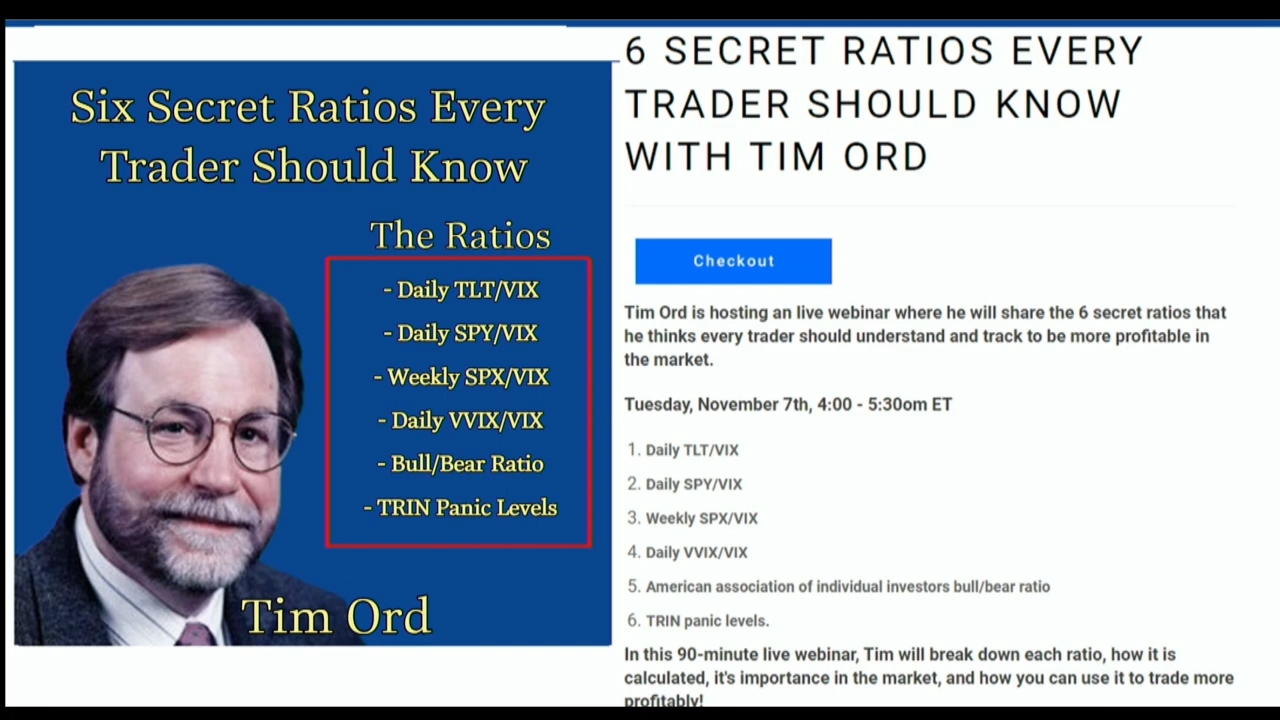 Six Secret Ratios Every
Trader Should Know
The Ratios
- Daily TLT/VIX
- Daily SPY/VIX
- Weekly SPX/VIX
- Daily VVIX/VIX
- Bull/Bear Ratio
- TRIN Panic Levels
Tim Ord
6 SECRET RATIOS EVERY
TRADER SHOULD KNOW
WITH TIM ORD
Checkout
Tim Ord is hosting an live webinar where he will share the 6 secret ratios that
he thinks every trader should understand and track to be more profitable in
the market.
Tuesday, November 7th, 4:00 - 5:30om ET
1. Daily TLT/VIX
2. Daily SPY/VIX
3. Weekly SPX/VIX
4. Daily VVIX/VIX
5. American association of individual investors bull/bear ratio
6. TRIN panic levels.
In this 90-minute live webinar, Tim will break down each ratio, how it is
calculated, it's importance in the market, and how you can use it to trade more
profitably!